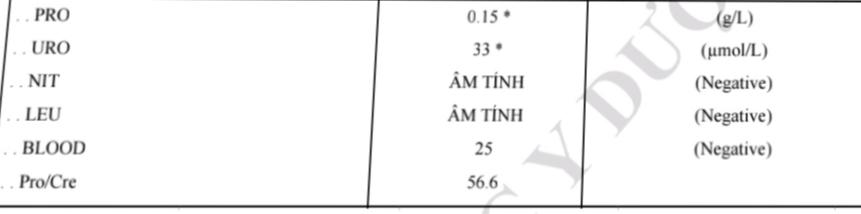 . . PRO 0.15 * (g/L)
. . URO 33 * (µmol/L)
. . NIT ÂM TÍNH (Negative)
. . LEU ÂM TÍNH (Negative)
. . BLOOD 25 (Negative)
. . Pro/Cre 56.6
C Y DƯỢ